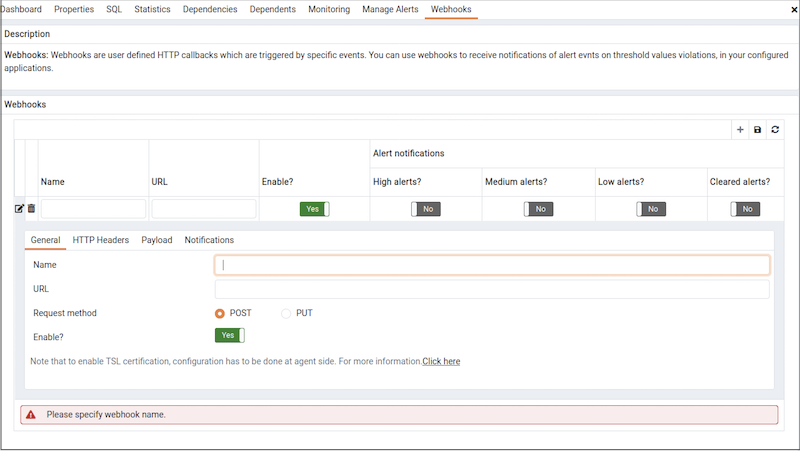 Dashboard Properties SQL Statistics Dependencies Dependents Monitoring Manage Alerts Webhooks
Description
Webhooks: Webhooks are user defined HTTP callbacks which are triggered by specific events. You can use webhooks to receive notifications of alert evnts on threshold values violations, in your configured
applications.
Webhooks
Alert notifications
Name URL Enable? High alerts? Medium alerts? Low alerts? Cleared alerts?
Yes No No No No
General HTTP Headers Payload Notifications
Name
URL
Request method POST PUT
Enable? Yes
Note that to enable TSL certification, configuration has to be done at agent side. For more information.Click here
Please specify webhook name.